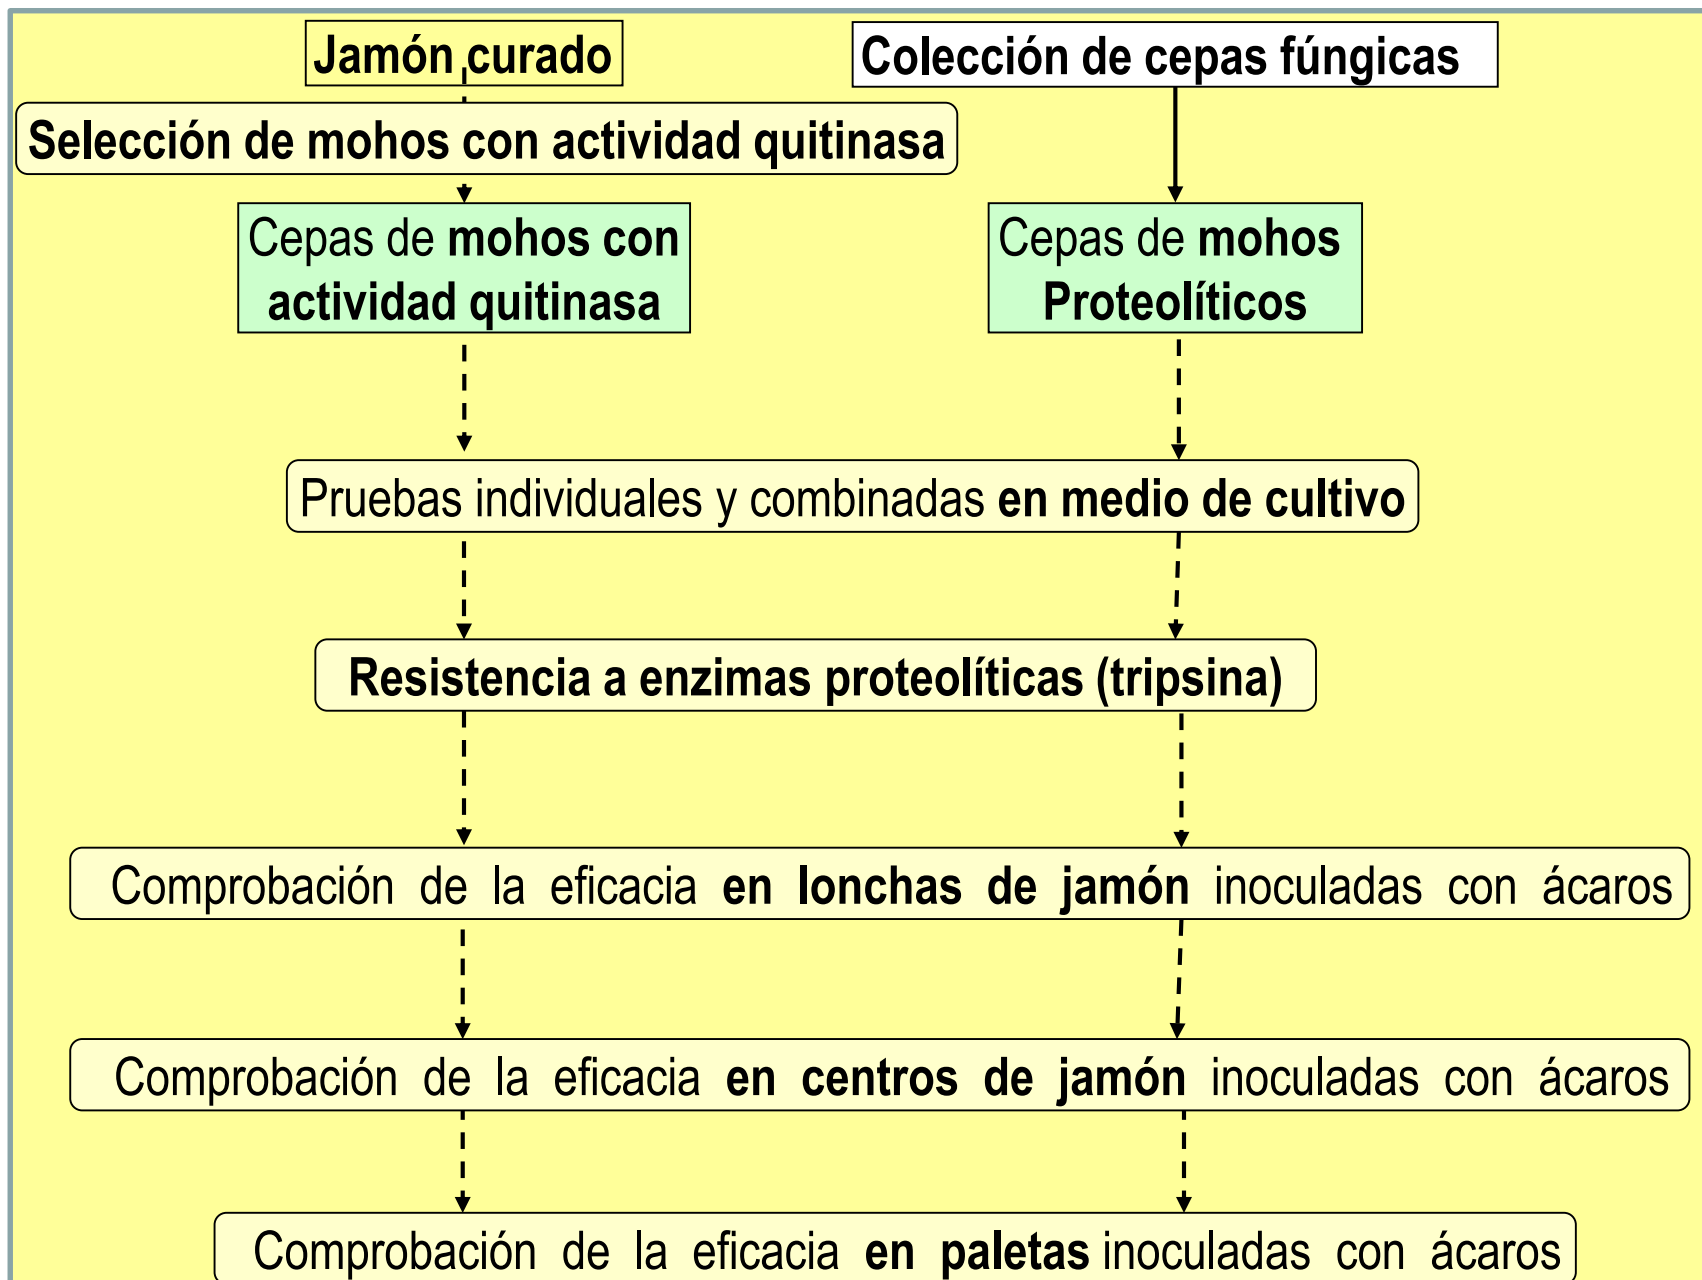 Jamón curado
Colección de cepas fúngicas
Selección de mohos con actividad quitinasa
Cepas de mohos con
actividad quitinasa
Cepas de mohos
Proteolíticos
Pruebas individuales y combinadas en medio de cultivo
Resistencia a enzimas proteolíticas (tripsina)
Comprobación de la eficacia en lonchas de jamón inoculadas con ácaros
Comprobación de la eficacia en centros de jamón inoculadas con ácaros
Comprobación de la eficacia en paletas inoculadas con ácaros